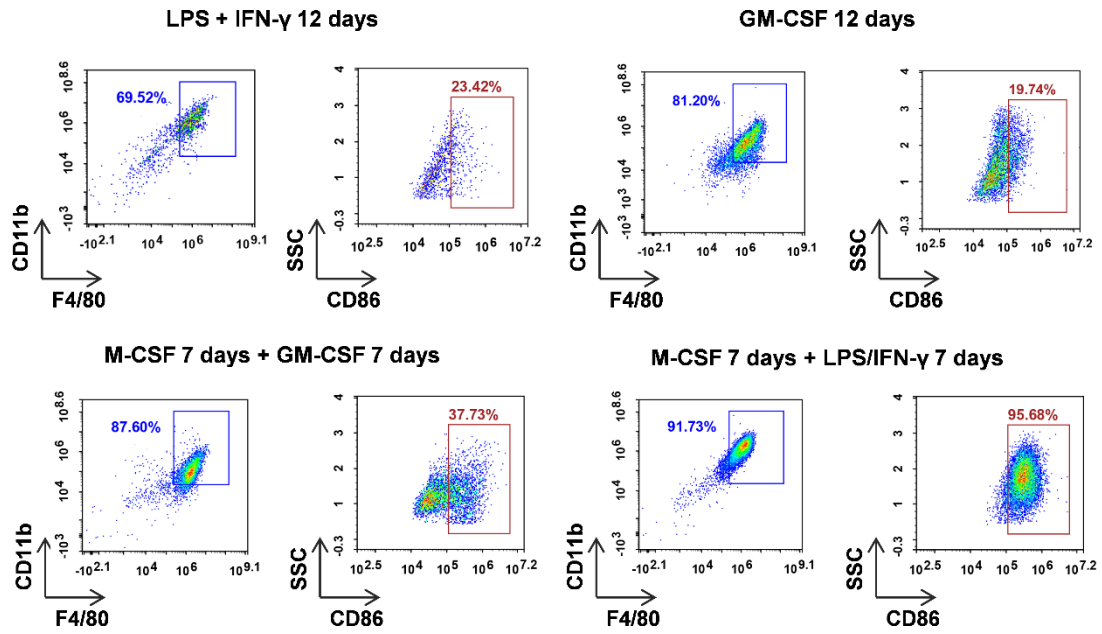 LPS + IFN-γ 12 days
GM-CSF 12 days
69.52%
23.42%
81.20%
19.74%
CD11b
-10^3 10^4 10^6 10^8.6
-10^2.1 10^4 10^6 10^9.1
F4/80
SSC
-0.3 1 2 3 4
10^2.5 10^4 10^5 10^7.2
CD86
CD11b
-10^3 10^4 10^6 10^8.6
-10^2.1 10^4 10^6 10^9.1
F4/80
SSC
-0.3 1 2 3 4
10^2.5 10^4 10^5 10^7.2
CD86
M-CSF 7 days + GM-CSF 7 days
M-CSF 7 days + LPS/IFN-γ 7 days
87.60%
37.73%
91.73%
95.68%
CD11b
-10^3 10^4 10^6 10^8.6
-10^2.1 10^4 10^6 10^9.1
F4/80
SSC
-0.3 1 2 3 4
10^2.5 10^4 10^5 10^7.2
CD86
CD11b
-10^3 10^4 10^6 10^8.6
-10^2.1 10^4 10^6 10^9.1
F4/80
SSC
-0.3 1 2 3 4
10^2.5 10^4 10^5 10^7.2
CD86